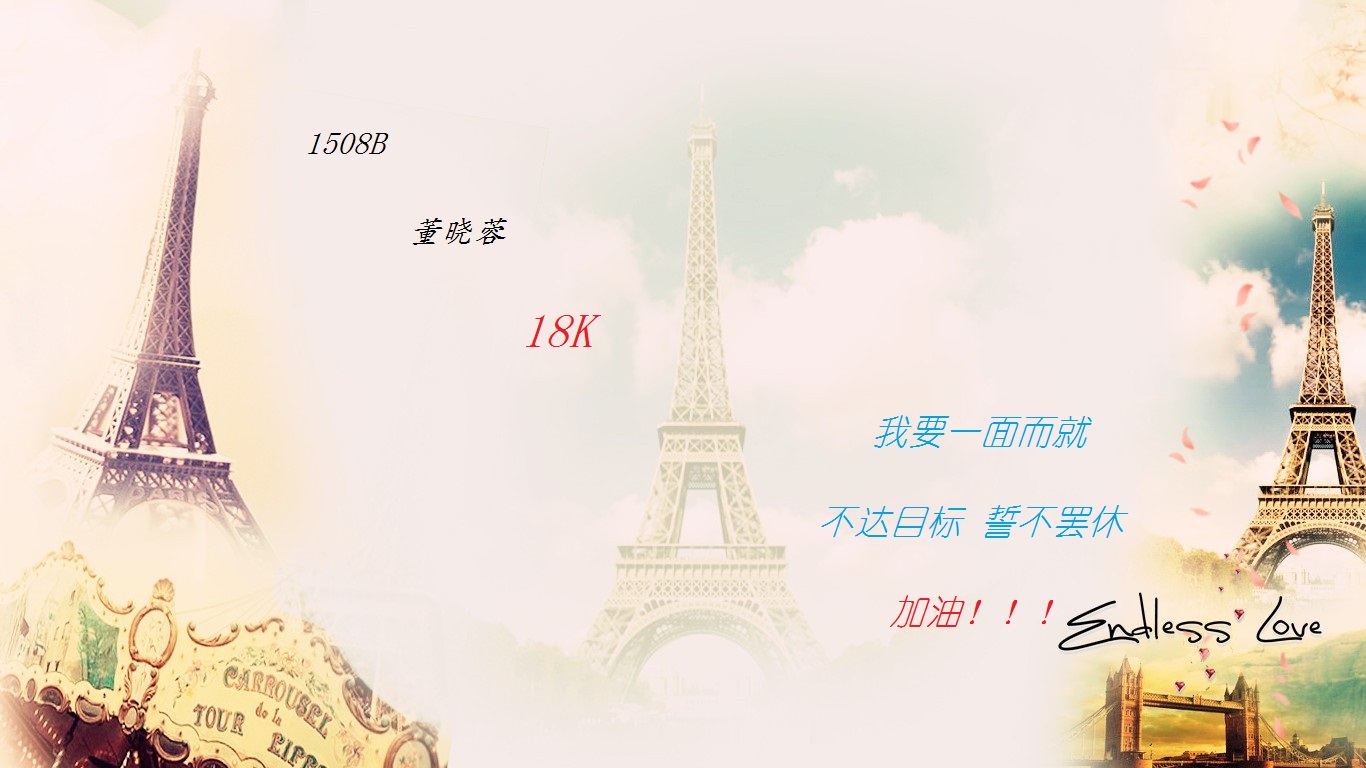 1508B
董晓蓉
18K
我要一面而就
不达目标 誓不罢休
加油！！！
Endless Love
PARIS
CARROUSEL
de la
TOUR EIFFEL